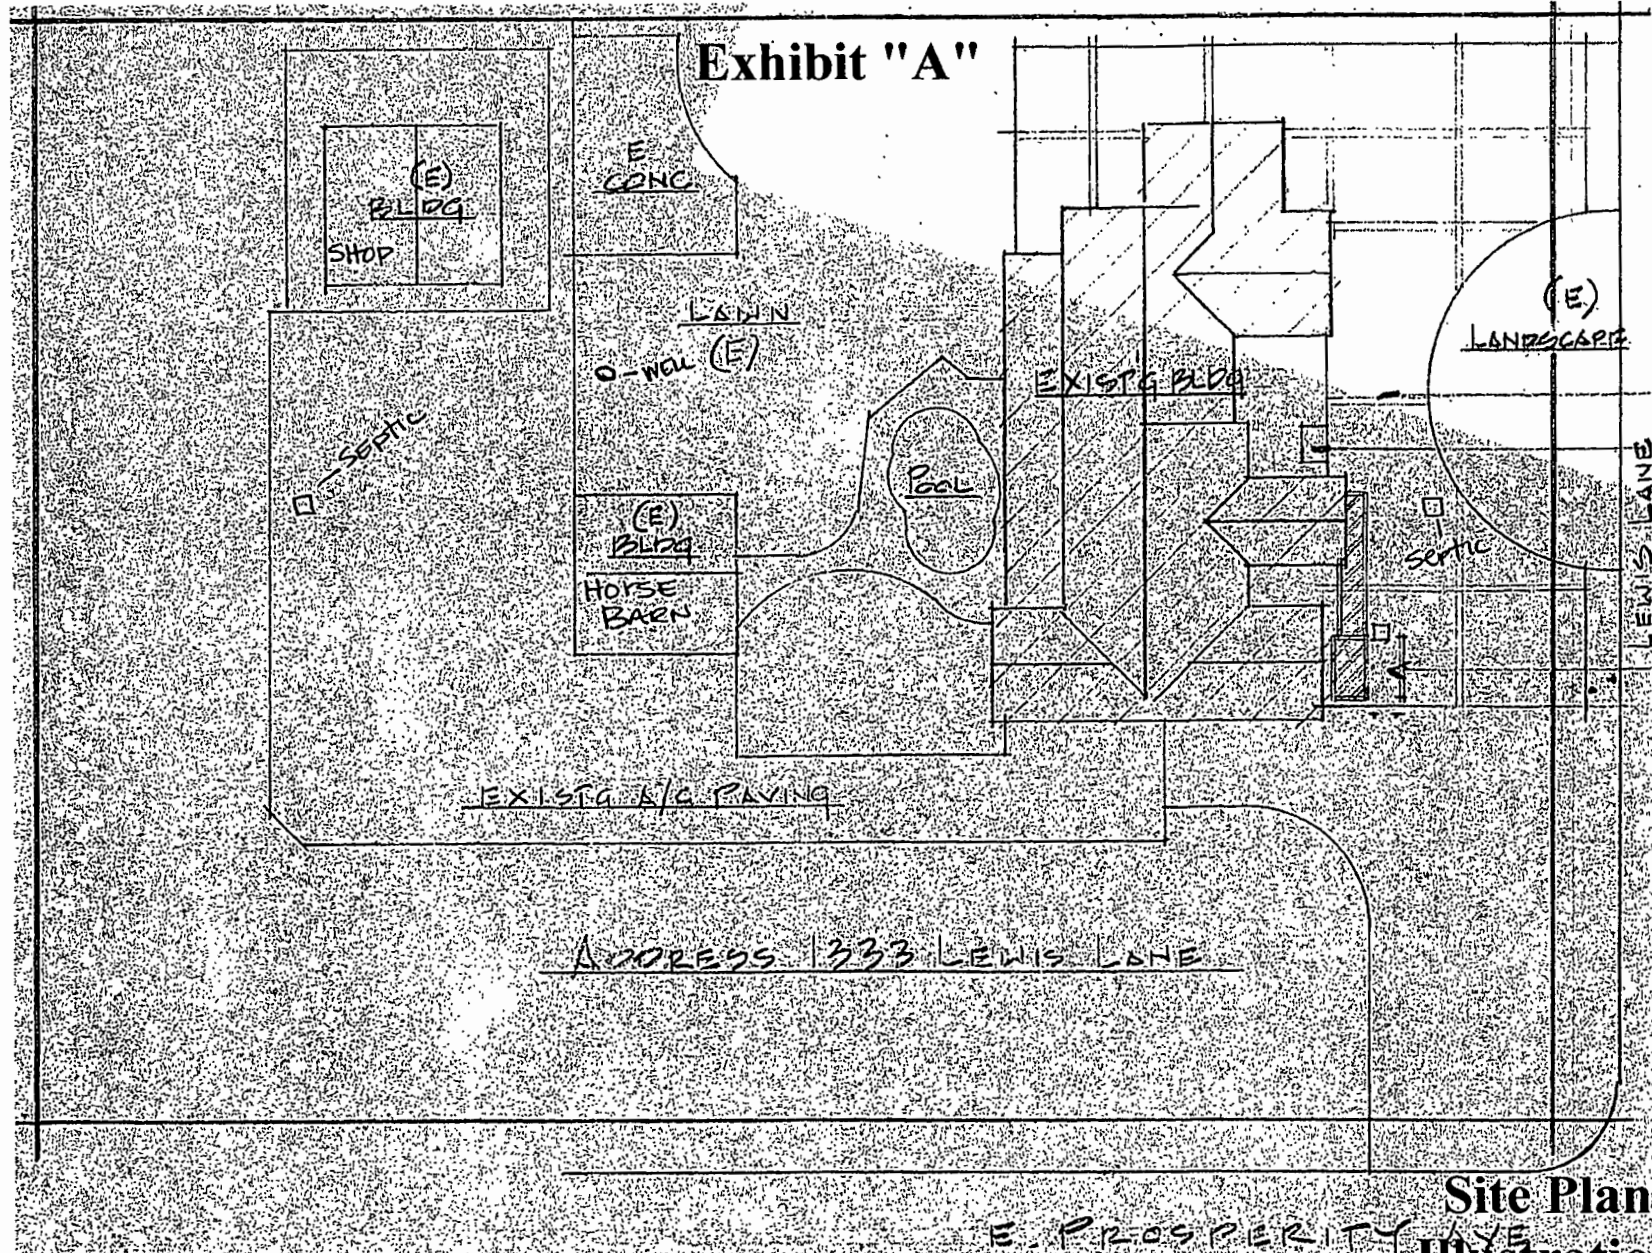 Exhibit "A"
(E)
BLDG
SHOP
E
CONC
LAWN
(E)
O-WELL
SEPTIC
(E)
BLDG
HORSE
BARN
POOL
EXIST'G BLDG
(E)
LANDSCAPE
SEPTIC
LEWIS LANE
EXISTG A/C PAVING
ADDRESS 1333 LEWIS LANE
Site Plan
E. PROSPERITY AVE